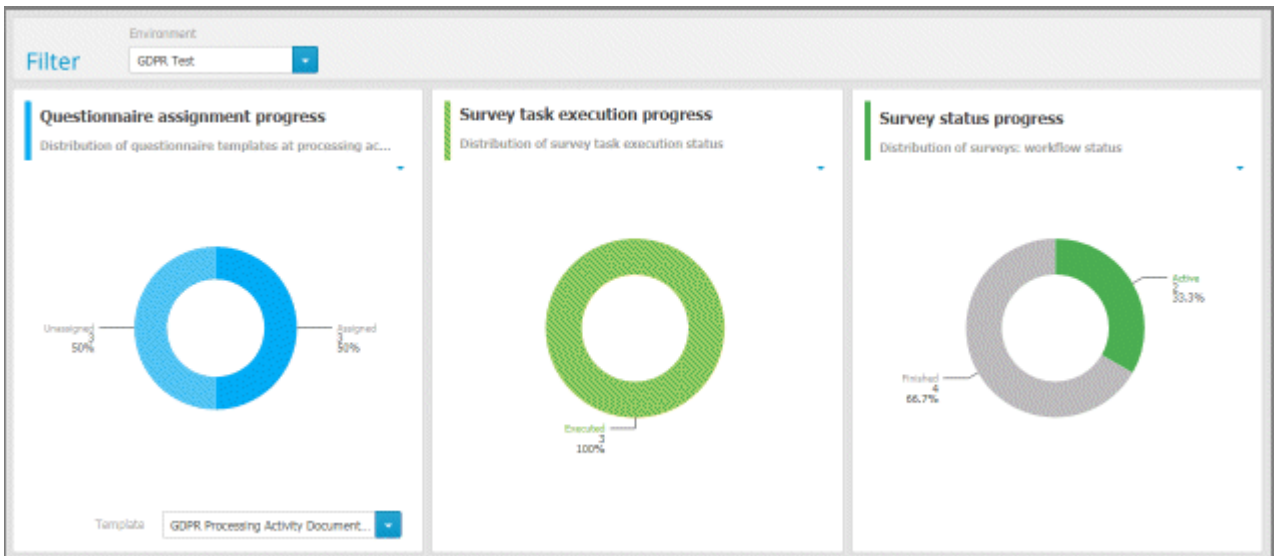 Environment
Filter
GDPR Test
Questionnaire assignment progress
Distribution of questionnaire templates at processing ac...
Unassigned
3
50%
Assigned
3
50%
Template
GDPR Processing Activity Document...
Survey task execution progress
Distribution of survey task execution status
Executed
3
100%
Survey status progress
Distribution of surveys: workflow status
Active
2
33.3%
Finished
4
66.7%